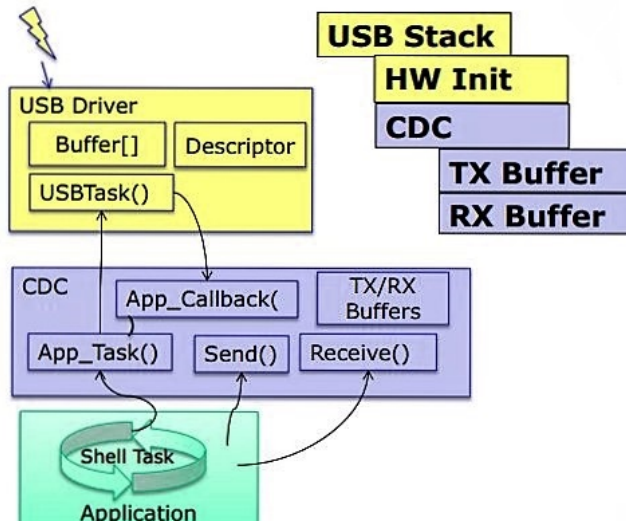 USB Stack
HW Init
CDC
TX Buffer
RX Buffer
USB Driver
Buffer[]
Descriptor
USBTask()
CDC
App_Callback(
TX/RX
Buffers
App_Task()
Send()
Receive()
Shell Task
Application